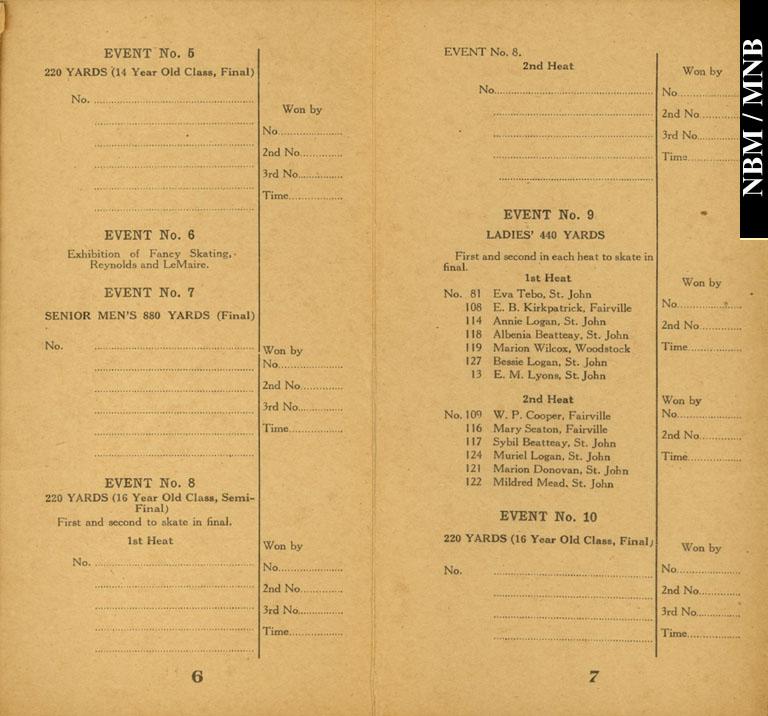 EVENT No. 5
220 YARDS (14 Year Old Class, Final)
No.
Won by
No.
2nd No.
3rd No.
Time
EVENT No. 6
Exhibition of Fancy Skating,
Reynolds and LeMaire.
EVENT No. 7
SENIOR MEN'S 880 YARDS (Final)
No.
Won by
No.
2nd No.
3rd No.
Time
EVENT No. 8
220 YARDS (16 Year Old Class, Semi-
Final)
First and second to skate in final.
1st Heat
No.
Won by
No.
2nd No.
3rd No.
Time
6
EVENT No. 8.
2nd Heat
No.
Won by
No.
2nd No.
3rd No.
Time
EVENT No. 9
LADIES' 440 YARDS
First and second in each heat to skate in
final.
1st Heat
No. 81 Eva Tebo, St. John
108 E. B. Kirkpatrick, Fairville
114 Annie Logan, St. John
118 Albenia Beatteay, St. John
119 Marion Wilcox, Woodstock
127 Bessie Logan, St. John
13 E. M. Lyons, St. John
Won by
No.
2nd No.
Time
2nd Heat
No. 109 W. P. Cooper, Fairville
116 Mary Seaton, Fairville
117 Sybil Beatteay, St. John
124 Muriel Logan, St. John
121 Marion Donovan, St. John
122 Mildred Mead, St. John
Won by
No.
2nd No.
Time
EVENT No. 10
220 YARDS (16 Year Old Class, Final)
No.
Won by
No.
2nd No.
3rd No.
Time
7
NBM / MNB